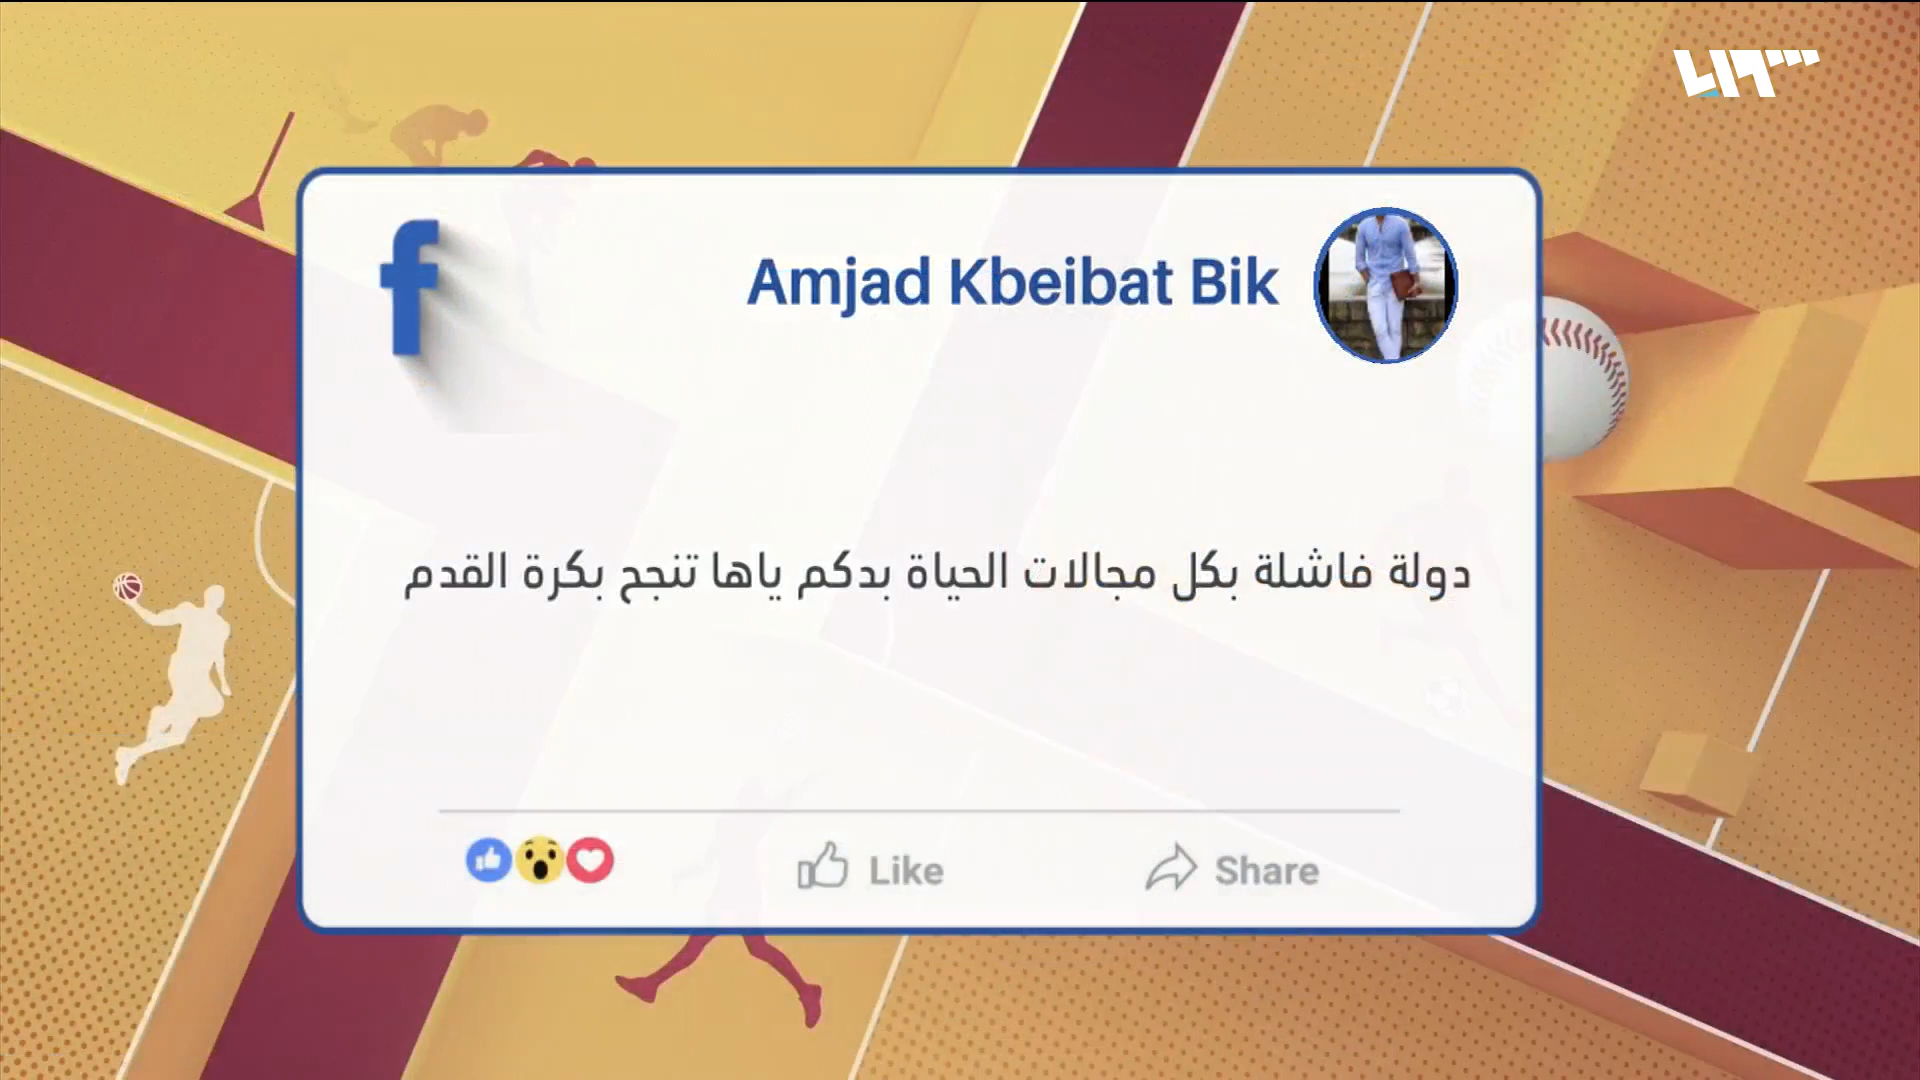 Amjad Kbeibat Bik
دولة فاشلة بكل مجالات الحياة بدكم ياها تنجح بكرة القدم
Like
Share